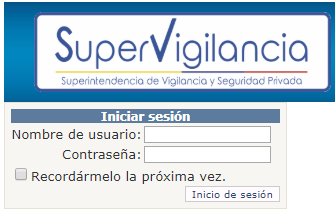 SuperVigilancia
Superintendencia de Vigilancia y Seguridad Privada
Iniciar sesión
Nombre de usuario:
Contraseña:
Recordármelo la próxima vez.
Inicio de sesión